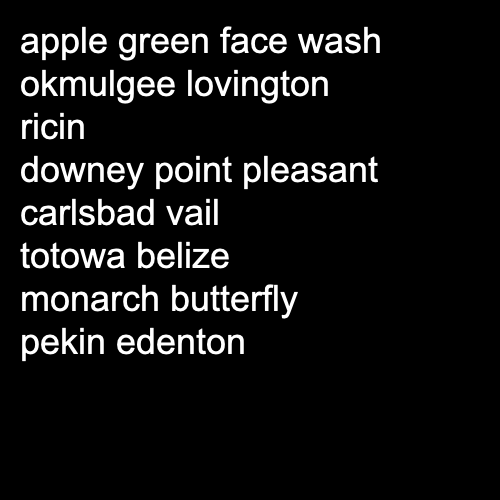 apple green face wash
okmulgee lovington
ricin
downey point pleasant
carlsbad vail
totowa belize
monarch butterfly
pekin edenton